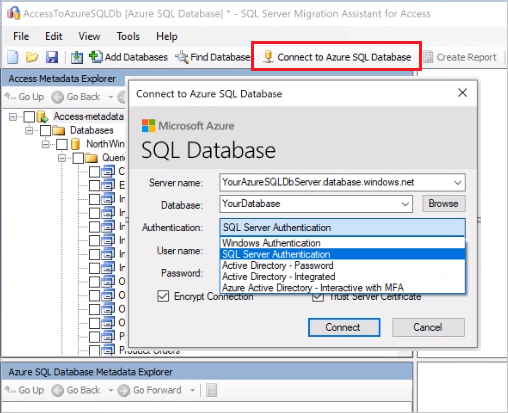 AccessToAzureSQLDb [Azure SQL Database] * - SQL Server Migration Assistant for Access
File Edit View Tools Help
Add Databases Find Database Connect to Azure SQL Database Create Report
Access Metadata Explorer
Go Up Go Back
Access-metadata
Databases
NorthWin
Querie
Product Orders
Connect to Azure SQL Database
Microsoft Azure
SQL Database
Server name: YourAzureSQLDbServer.database.windows.net
Database: YourDatabase Browse
Authentication: SQL Server Authentication
Windows Authentication
SQL Server Authentication
User name:
Active Directory - Password
Active Directory - Integrated
Password:
Azure Active Directory - Interactive with MFA
Encrypt Connection Trust Server Certificate
Connect Cancel
Azure SQL Database Metadata Explorer
Go Up Go Back Go Forward